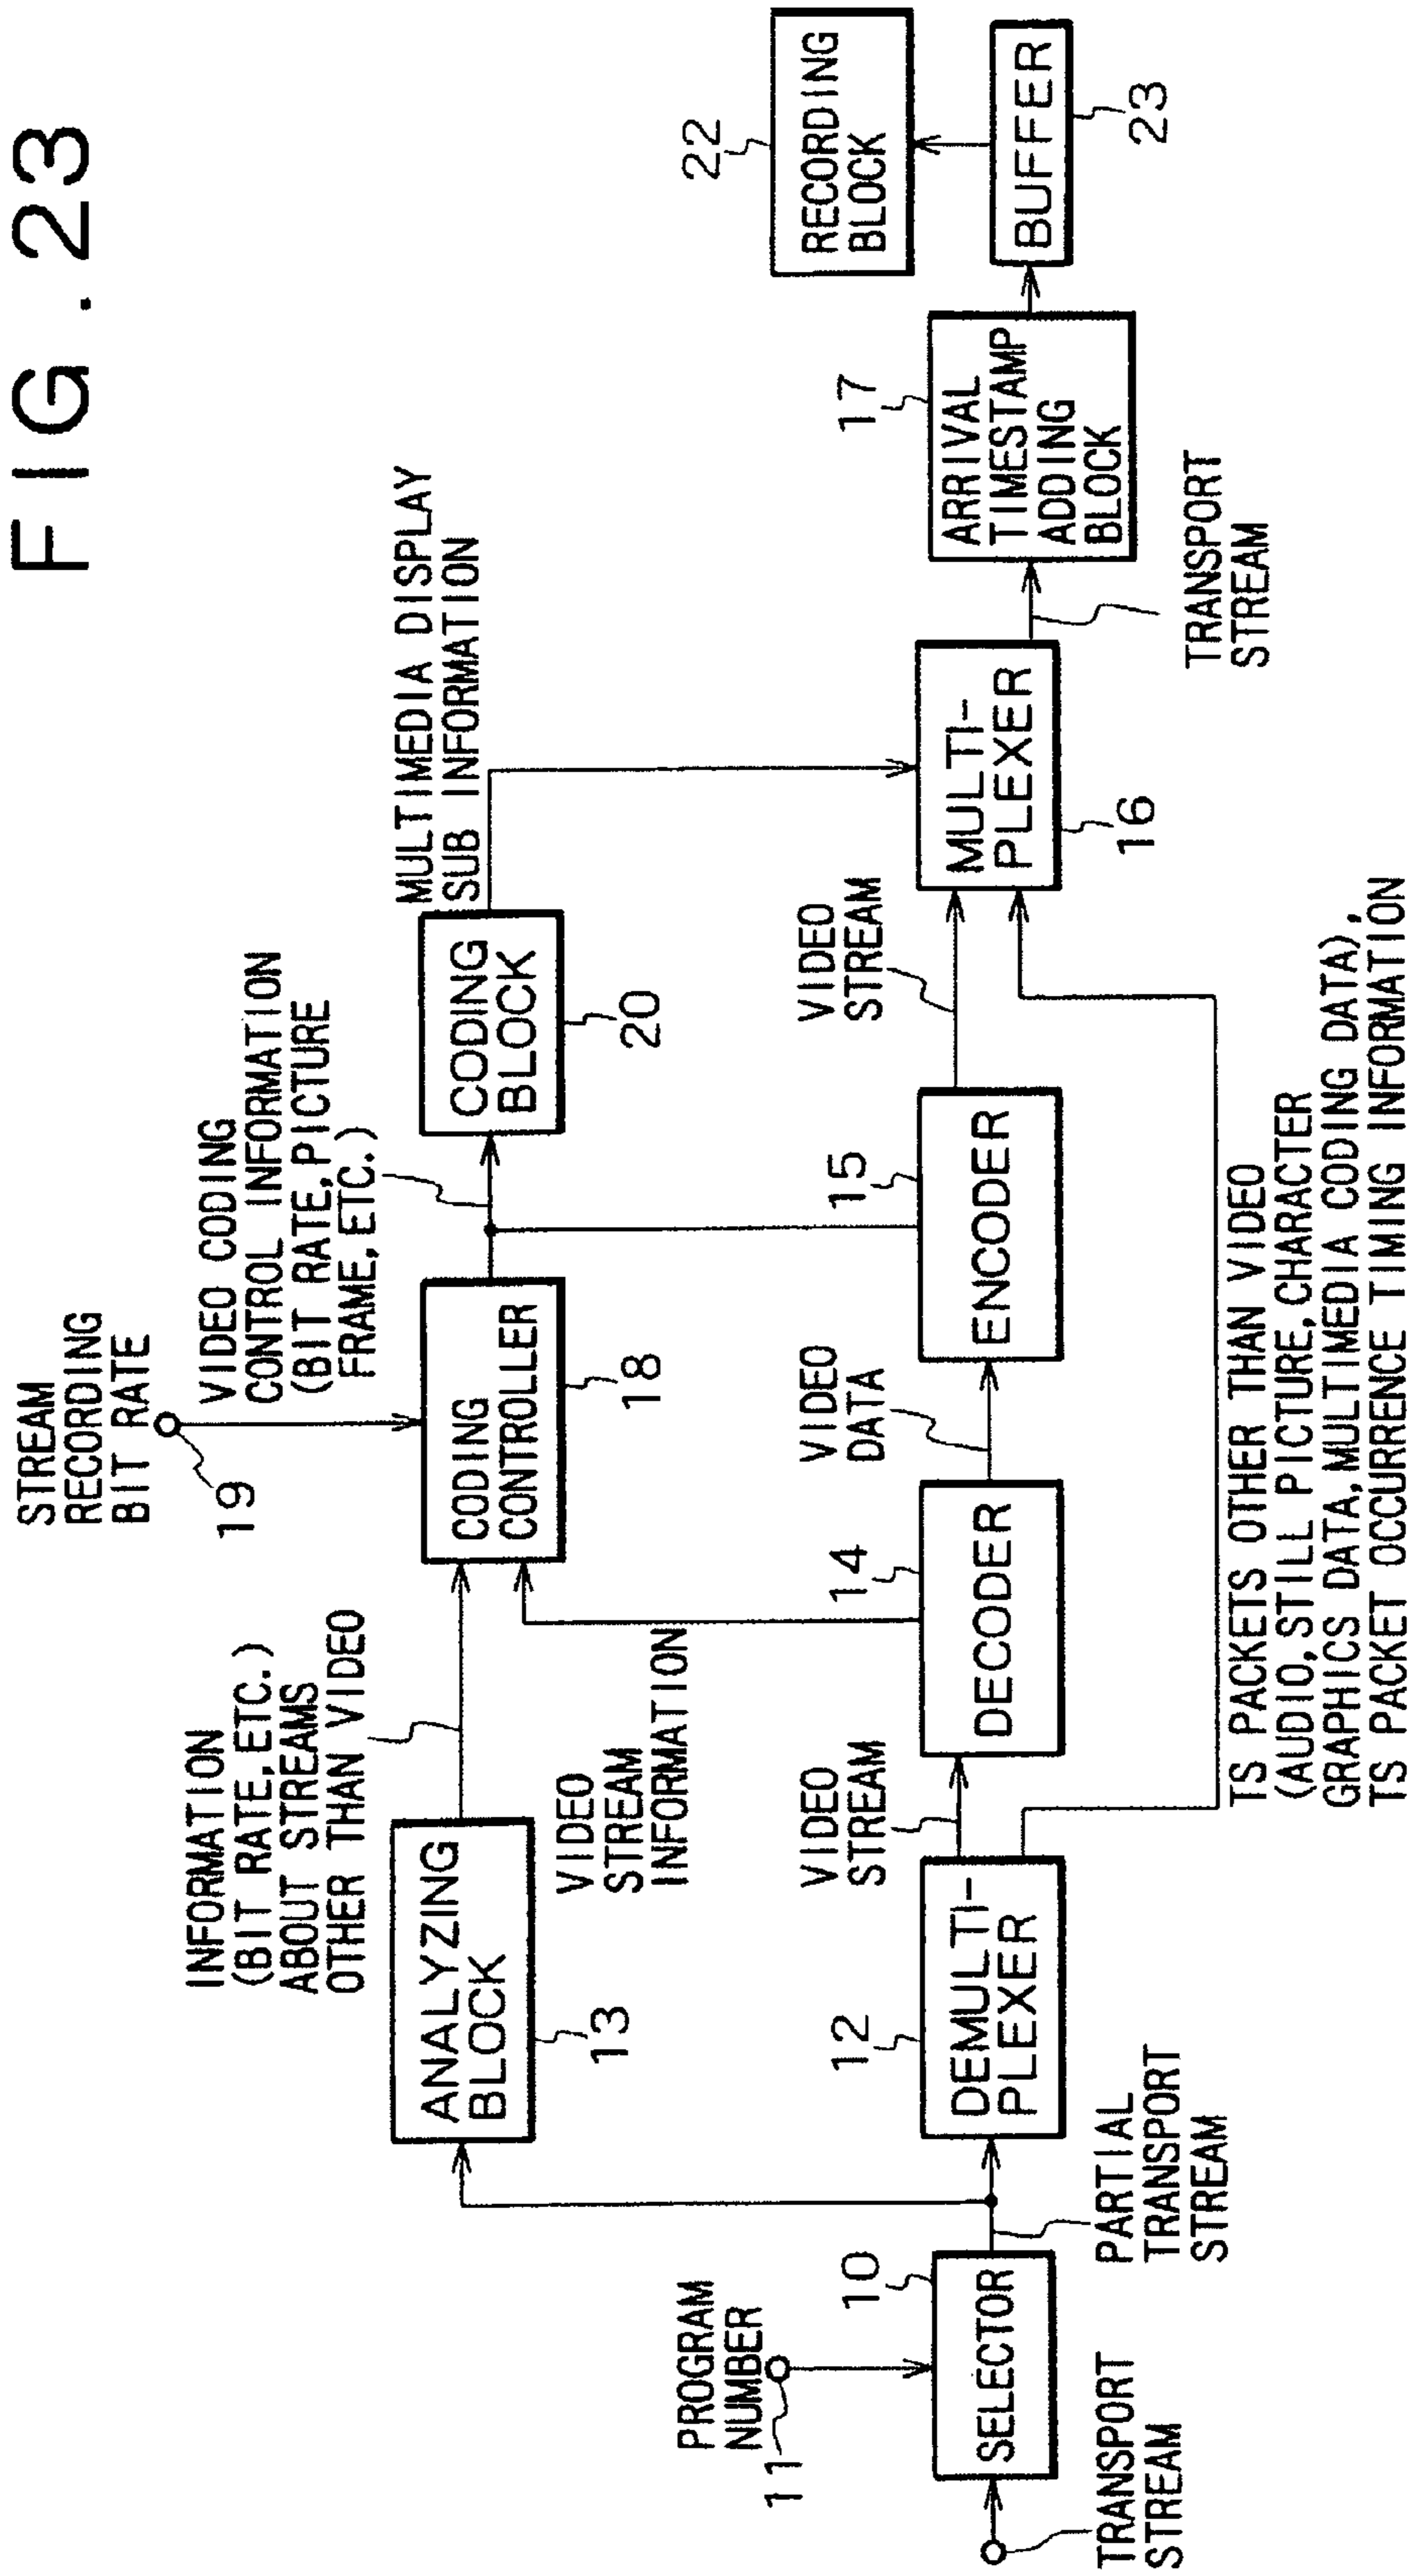 FIG. 23
STREAM
RECORDING
BIT RATE
19
VIDEO CODING
CONTROL INFORMATION
(BIT RATE, PICTURE
FRAME, ETC.)
INFORMATION
(BIT RATE, ETC.)
ABOUT STREAMS
OTHER THAN VIDEO
MULTIMEDIA DISPLAY
SUB INFORMATION
ANALYZING
BLOCK
13
CODING
CONTROLLER
18
CODING
BLOCK
20
VIDEO
STREAM
INFORMATION
PROGRAM
NUMBER
11
22
RECORDING
BLOCK
10
SELECTOR
12
DEMULTI-
PLEXER
VIDEO
STREAM
14
DECODER
VIDEO
DATA
15
ENCODER
VIDEO
STREAM
MULTI-
PLEXER
16
17
ARRIVAL
TIMESTAMP
ADDING
BLOCK
BUFFER
23
TRANSPORT
STREAM
PARTIAL
TRANSPORT
STREAM
TRANSPORT
STREAM
TS PACKETS OTHER THAN VIDEO
(AUDIO, STILL PICTURE, CHARACTER
GRAPHICS DATA, MULTIMEDIA CODING DATA),
TS PACKET OCCURRENCE TIMING INFORMATION